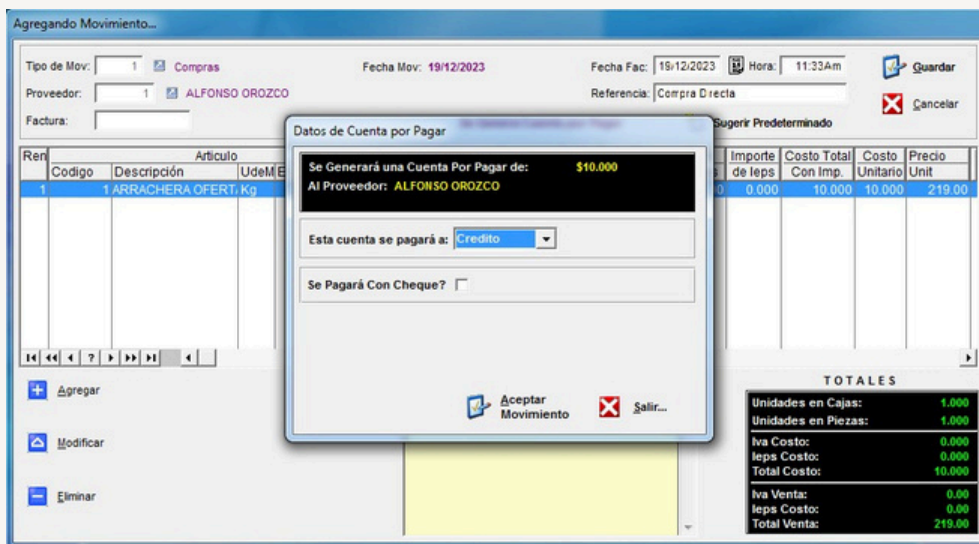 Agregando Movimiento...
Tipo de Mov: 1 Compras Fecha Mov: 19/12/2023 Fecha Fac: 19/12/2023 Hora: 11:33Am Guardar
Proveedor: 1 ALFONSO OROZCO Referencia: Compra Directa Cancelar
Factura: Sugerir Predeterminado
Datos de Cuenta por Pagar
Ren Articulo Importe Costo Total Costo Precio
Codigo Descripción UdeM de Ieps Con Imp. Unitario Unit
1 1 ARRACHERA OFERT Kg 0.000 10.000 10.000 219.00
Se Generará una Cuenta Por Pagar de: $10.000
Al Proveedor: ALFONSO OROZCO
Esta cuenta se pagará a: Credito
Se Pagará Con Cheque?
Aceptar Movimiento
Salir...
Agregar
Modificar
Eliminar
TOTALES
Unidades en Cajas: 1.000
Unidades en Piezas: 1.000
Iva Costo: 0.000
Ieps Costo: 0.000
Total Costo: 10.000
Iva Venta: 0.00
Ieps Costo: 0.00
Total Venta: 219.00